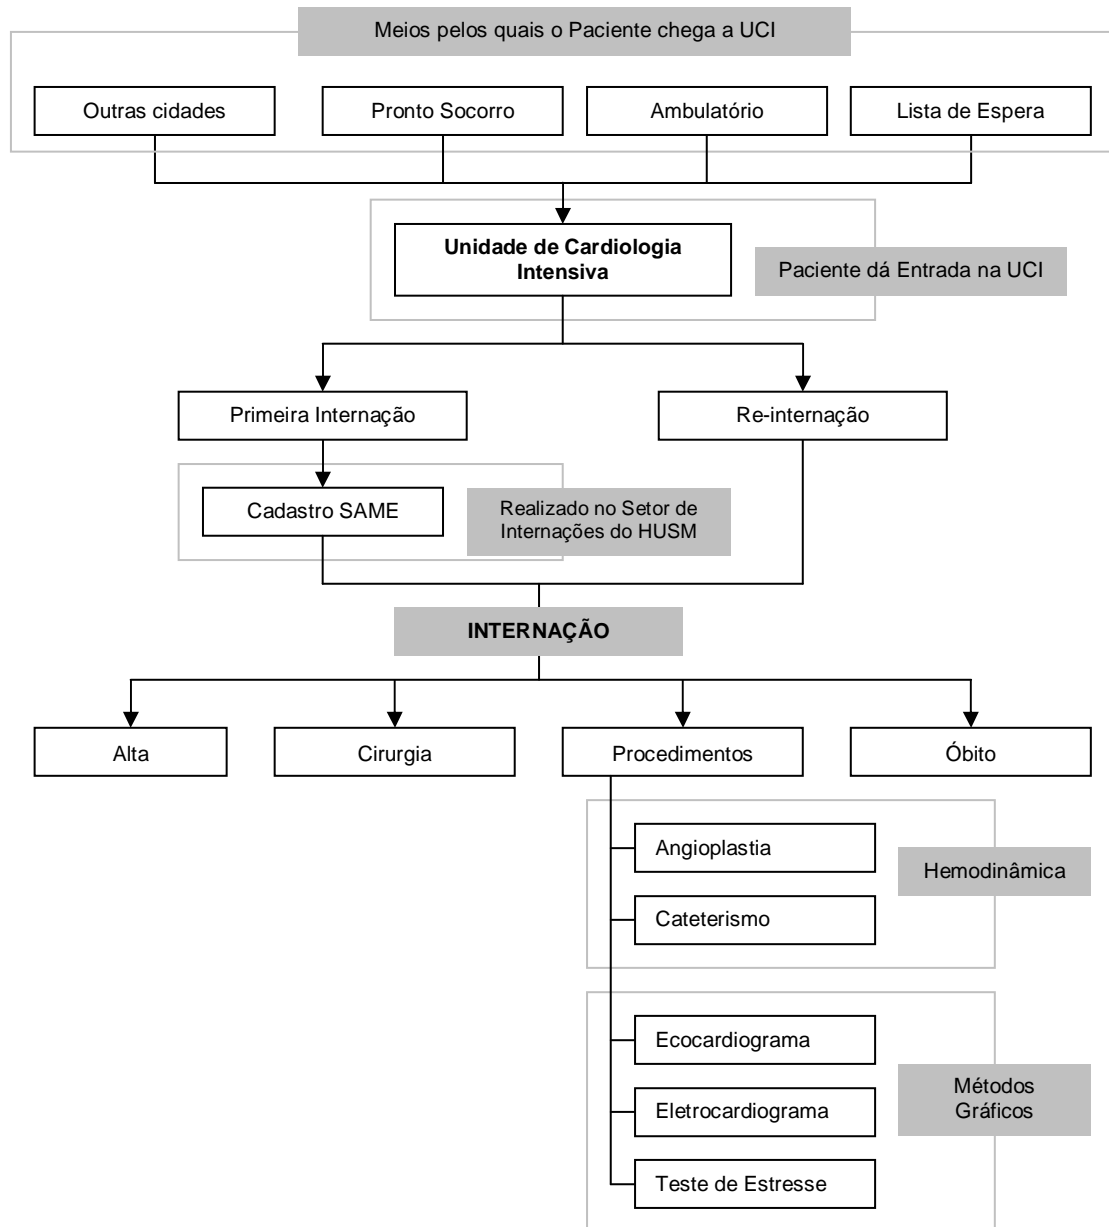 Meios pelos quais o Paciente chega a UCI
Outras cidades
Pronto Socorro
Ambulatório
Lista de Espera
Unidade de Cardiologia
Intensiva
Paciente dá Entrada na UCI
Primeira Internação
Re-internação
Cadastro SAME
Realizado no Setor de
Internações do HUSM
INTERNAÇÃO
Alta
Cirurgia
Procedimentos
Óbito
Angioplastia
Hemodinâmica
Cateterismo
Ecocardiograma
Métodos
Gráficos
Eletrocardiograma
Teste de Estresse